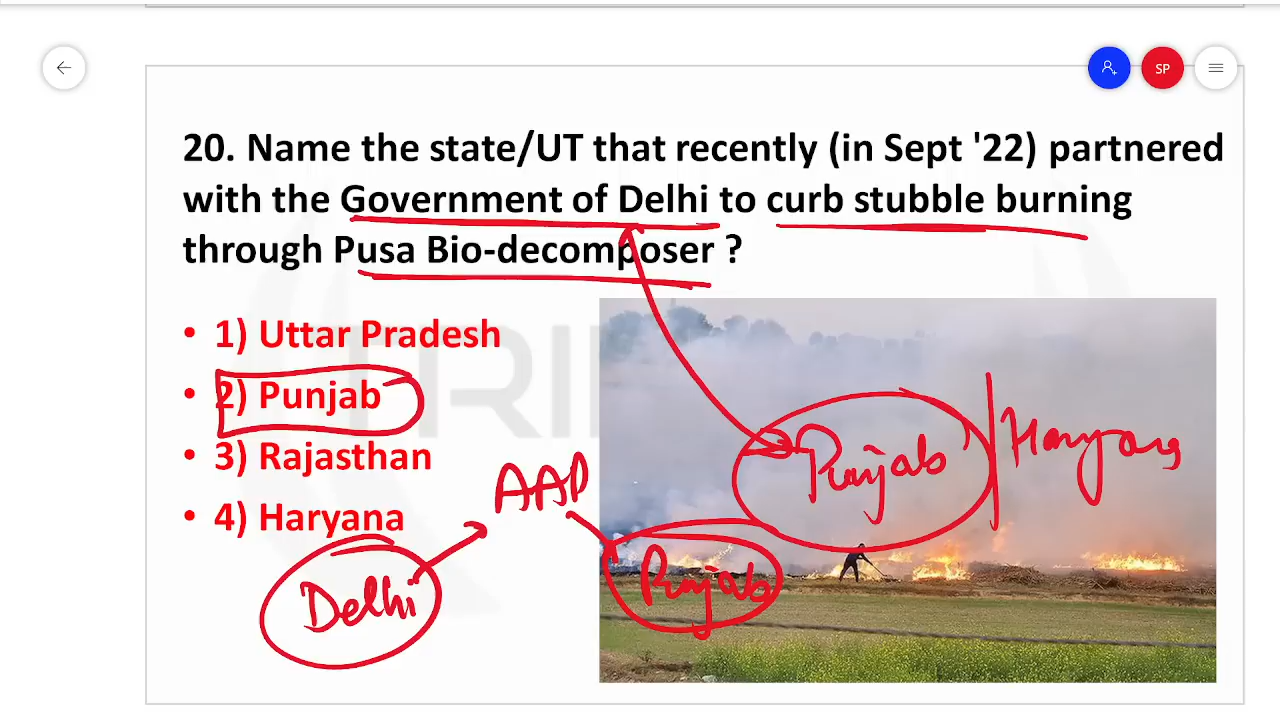 SP
20. Name the state/UT that recently (in Sept '22) partnered
with the Government of Delhi to curb stubble burning
through Pusa Bio-decomposer ?
• 1) Uttar Pradesh
• 2) Punjab
• 3) Rajasthan
• 4) Haryana
AAP
Punjab
Haryana
Delhi
Punjab